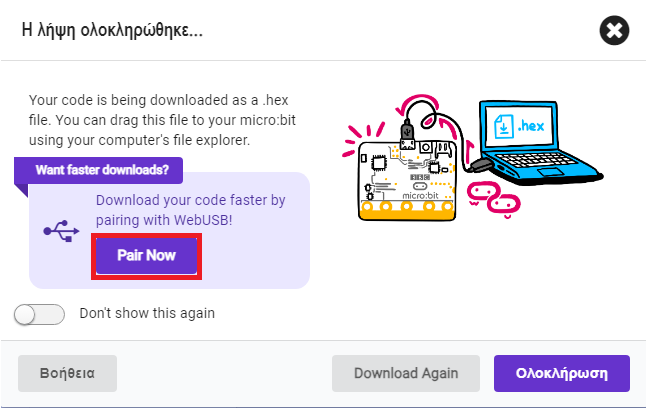 Η λήψη ολοκληρώθηκε...
Your code is being downloaded as a .hex
file. You can drag this file to your micro:bit
using your computer's file explorer.
Want faster downloads?
Download your code faster by
pairing with WebUSB!
Pair Now
Don't show this again
.hex
micro:bit
Βοήθεια
Download Again
Ολοκλήρωση